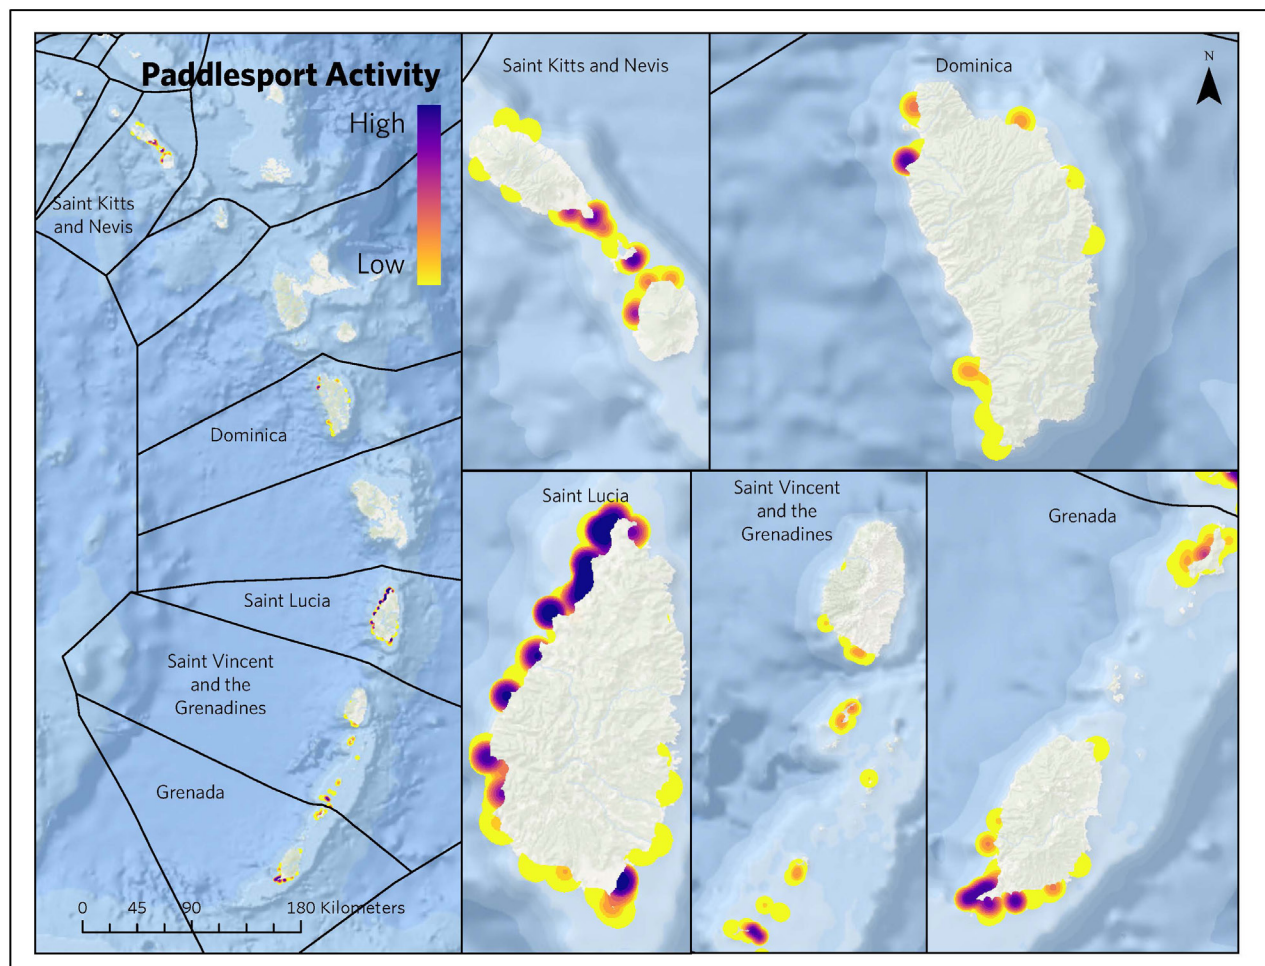 Paddlesport Activity
High
Low
Saint Kitts
and Nevis
Dominica
Saint Lucia
Saint Vincent
and the
Grenadines
Grenada
0 45 90 180 Kilometers
Saint Kitts and Nevis
Dominica
N
Saint Lucia
Saint Vincent
and the
Grenadines
Grenada